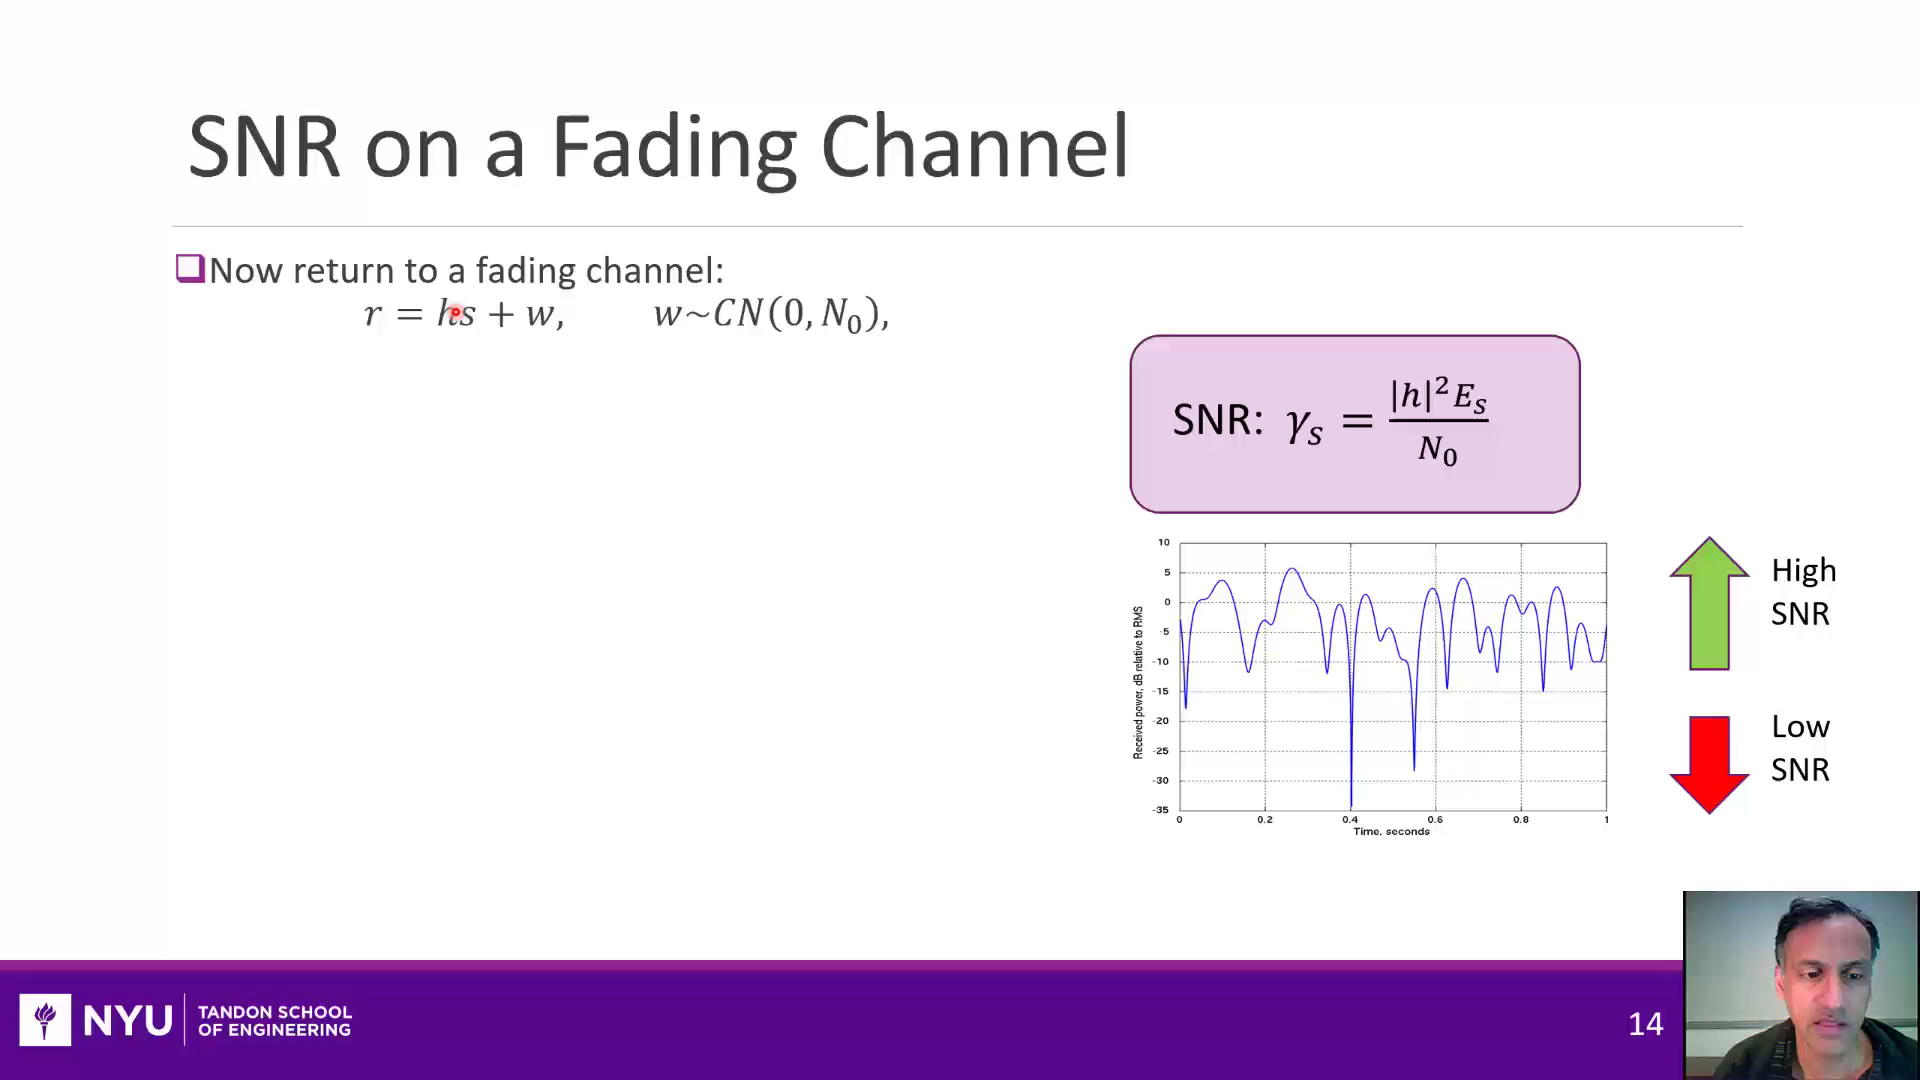 SNR on a Fading Channel
Now return to a fading channel:
r = hs + w, w~CN(0, N₀),
SNR: γₛ = |h|²Eₛ / N₀
High
SNR
Low
SNR
Received power, dB relative to RMS
10
5
0
-5
-10
-15
-20
-25
-30
-35
0 0.2 0.4 0.6 0.8 1
Time, seconds
NYU
TANDON SCHOOL
OF ENGINEERING
14